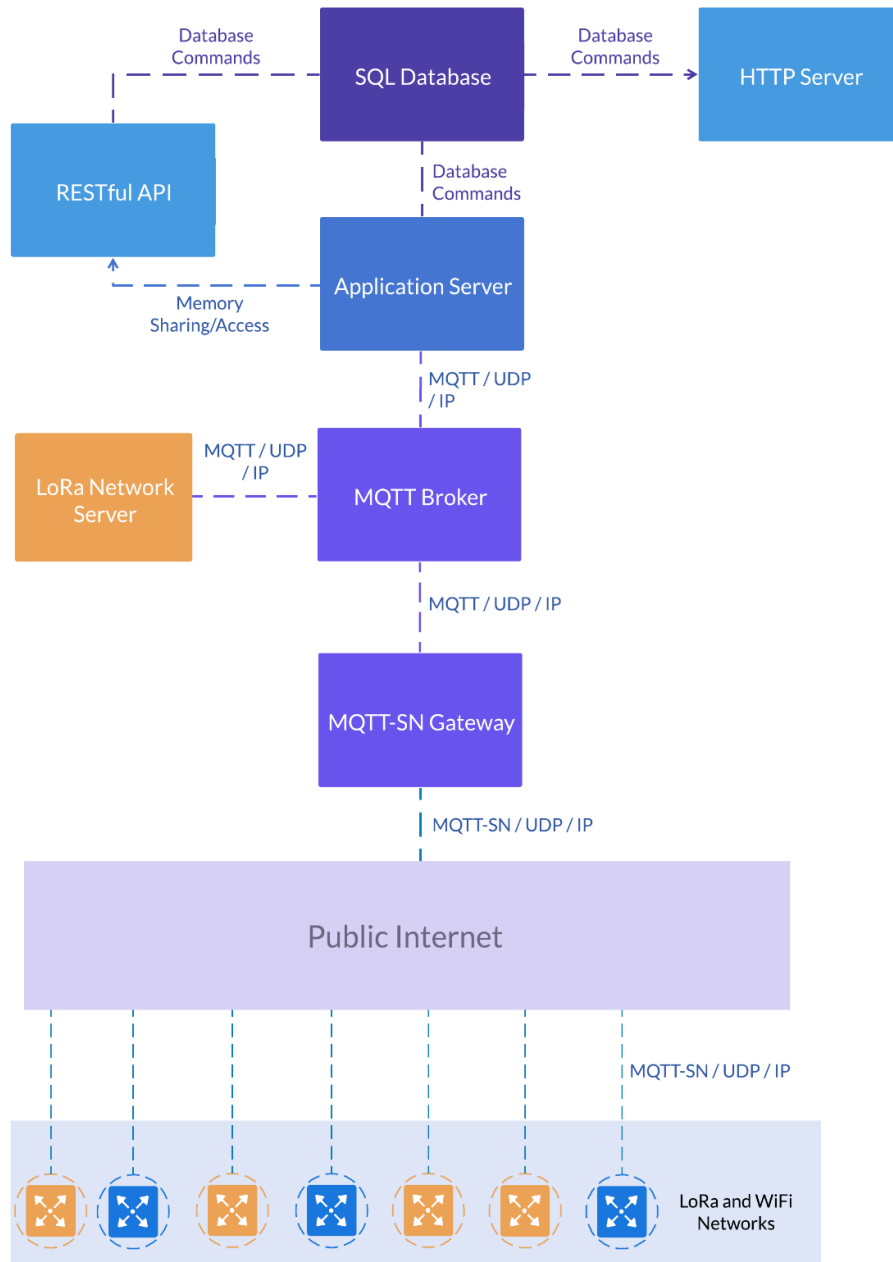 Database
Commands
SQL Database
Database
Commands
HTTP Server
RESTful API
Database
Commands
Application Server
Memory
Sharing/Access
MQTT / UDP
/ IP
LoRa Network
Server
MQTT / UDP
/ IP
MQTT Broker
MQTT / UDP / IP
MQTT-SN Gateway
MQTT-SN / UDP / IP
Public Internet
MQTT-SN / UDP / IP
LoRa and WiFi
Networks